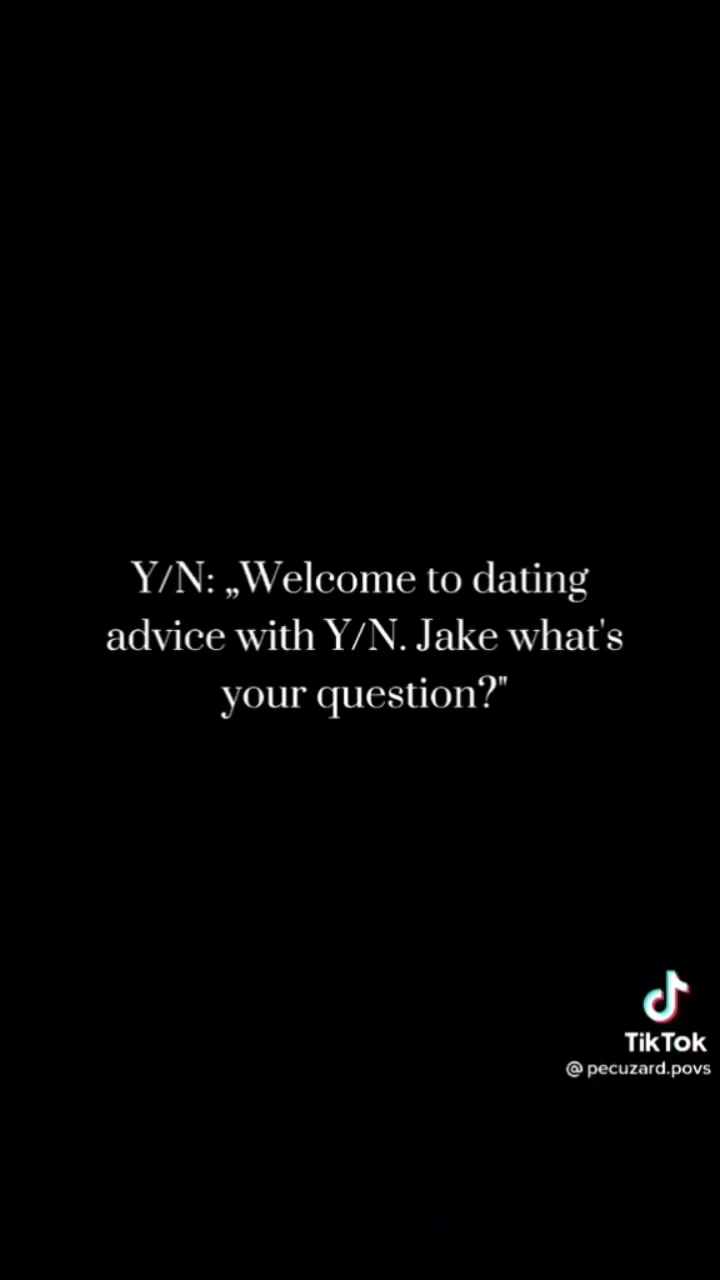 Y/N: „Welcome to dating
advice with Y/N. Jake what's
your question?"
TikTok
@pecuzard.povs